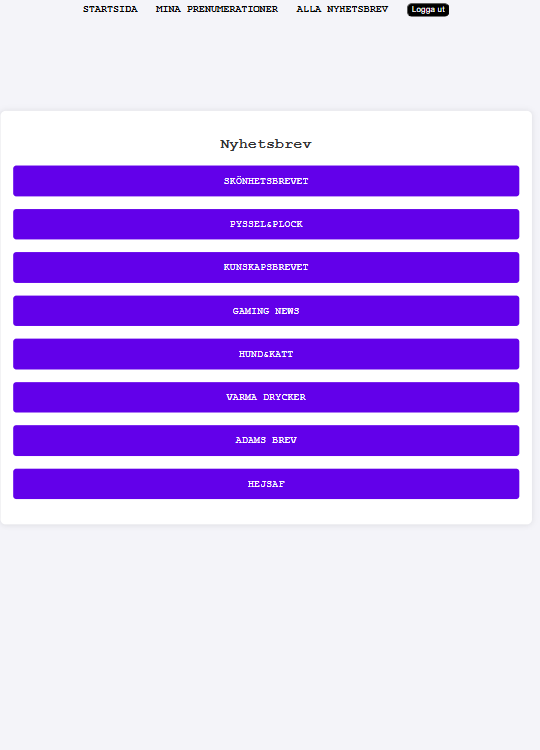 STARTSIDA MINA PRENUMERATIONER ALLA NYHETSBREV Logga ut
Nyhetsbrev
SKÖNHETSBREVET
PYSSEL&PLOCK
KUNSKAPSBREVET
GAMING NEWS
HUND&KATT
VARMA DRYCKER
ADAMS BREV
HEJSAF